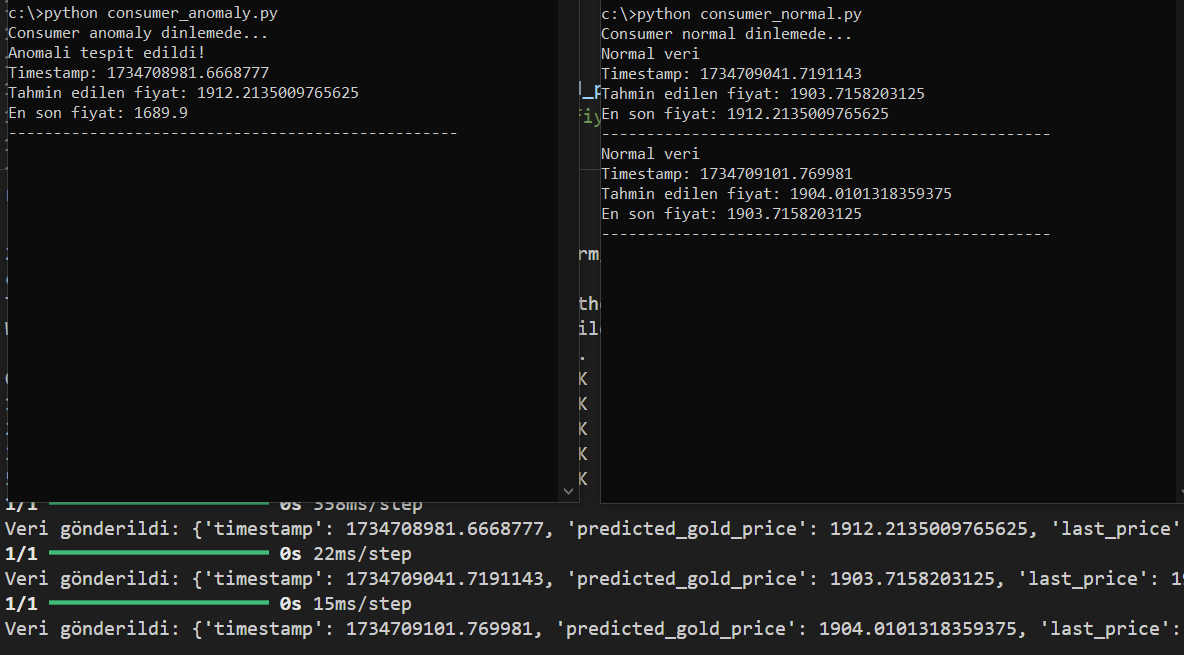 c:\>python consumer_anomaly.py
Consumer anomaly dinlemede...
Anomali tespit edildi!
Timestamp: 1734708981.6668777
Tahmin edilen fiyat: 1912.2135009765625
En son fiyat: 1689.9
--------------------------------------------------
c:\>python consumer_normal.py
Consumer normal dinlemede...
Normal veri
Timestamp: 1734709041.7191143
Tahmin edilen fiyat: 1903.7158203125
En son fiyat: 1912.2135009765625
--------------------------------------------------
Normal veri
Timestamp: 1734709101.769981
Tahmin edilen fiyat: 1904.0101318359375
En son fiyat: 1903.7158203125
--------------------------------------------------
1/1 0s 358ms/step
Veri gönderildi: {'timestamp': 1734708981.6668777, 'predicted_gold_price': 1912.2135009765625, 'last_price'
1/1 0s 22ms/step
Veri gönderildi: {'timestamp': 1734709041.7191143, 'predicted_gold_price': 1903.7158203125, 'last_price':
1/1 0s 15ms/step
Veri gönderildi: {'timestamp': 1734709101.769981, 'predicted_gold_price': 1904.0101318359375, 'last_price':